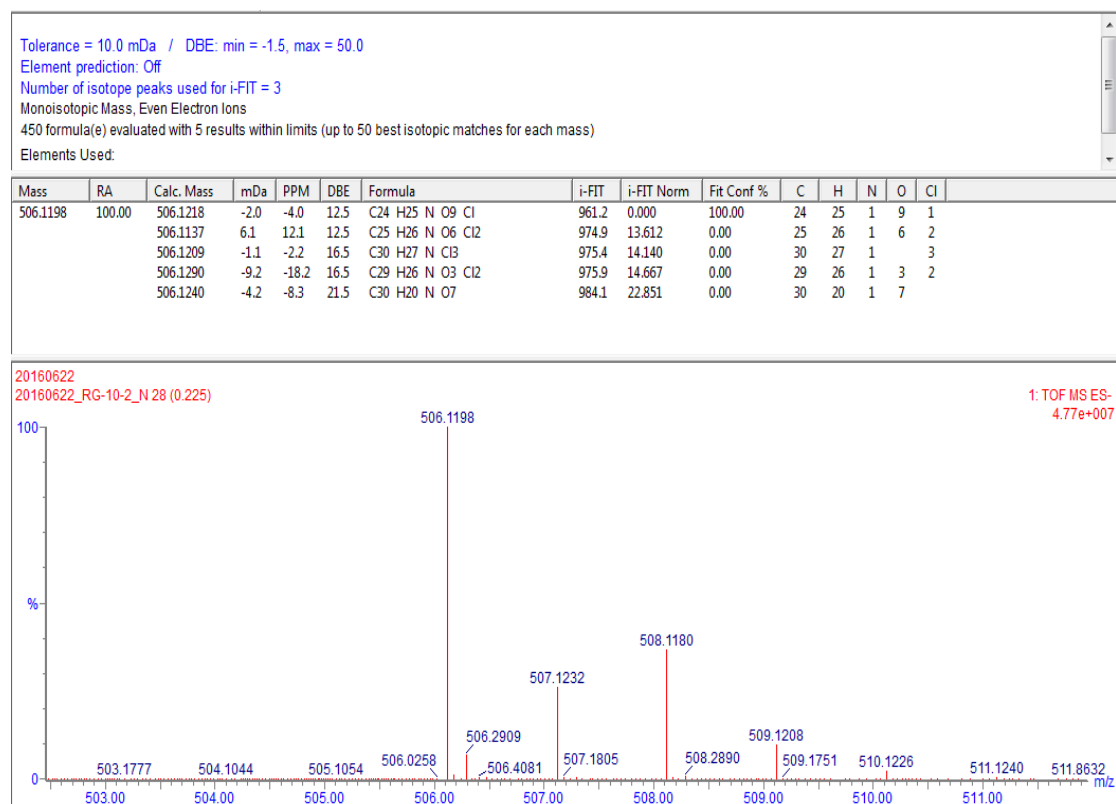 Tolerance = 10.0 mDa / DBE: min = -1.5, max = 50.0
Element prediction: Off
Number of isotope peaks used for i-FIT = 3
Monoisotopic Mass, Even Electron Ions
450 formula(e) evaluated with 5 results within limits (up to 50 best isotopic matches for each mass)
Elements Used:
Mass RA Calc. Mass mDa PPM DBE Formula i-FIT i-FIT Norm Fit Conf % C H N O Cl
506.1198 100.00 506.1218 -2.0 -4.0 12.5 C24 H25 N O9 Cl 961.2 0.000 100.00 24 25 1 9 1
506.1137 6.1 12.1 12.5 C25 H26 N O6 Cl2 974.9 13.612 0.00 25 26 1 6 2
506.1209 -1.1 -2.2 16.5 C30 H27 N Cl3 975.4 14.140 0.00 30 27 1 3
506.1290 -9.2 -18.2 16.5 C29 H26 N O3 Cl2 975.9 14.667 0.00 29 26 1 3 2
506.1240 -4.2 -8.3 21.5 C30 H20 N O7 984.1 22.851 0.00 30 20 1 7
20160622
20160622_RG-10-2_N 28 (0.225)
1: TOF MS ES-
4.77e+007
506.1198
100
508.1180
507.1232
%
506.2909
509.1208
503.1777 504.1044 505.1054 506.0258 506.4081 507.1805 508.2890 509.1751 510.1226 511.1240 511.8632
0
503.00 504.00 505.00 506.00 507.00 508.00 509.00 510.00 511.00 m/z